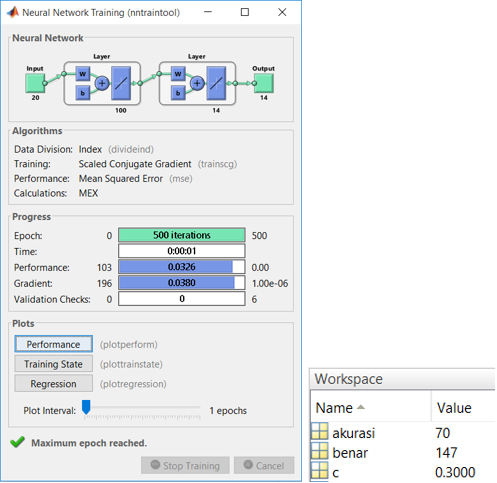 Neural Network Training (nntraintool)
Neural Network
Layer Layer
Input Output
W W
b b
20 14
100 14
Algorithms
Data Division: Index (divideind)
Training: Scaled Conjugate Gradient (trainscg)
Performance: Mean Squared Error (mse)
Calculations: MEX
Progress
Epoch: 0 500 iterations 500
Time: 0:00:01
Performance: 103 0.0326 0.00
Gradient: 196 0.0380 1.00e-06
Validation Checks: 0 0 6
Plots
Performance (plotperform)
Training State (plottrainstate)
Regression (plotregression)
Plot Interval: 1 epochs
Maximum epoch reached.
Stop Training Cancel
Workspace
Name Value
akurasi 70
benar 147
c 0.3000